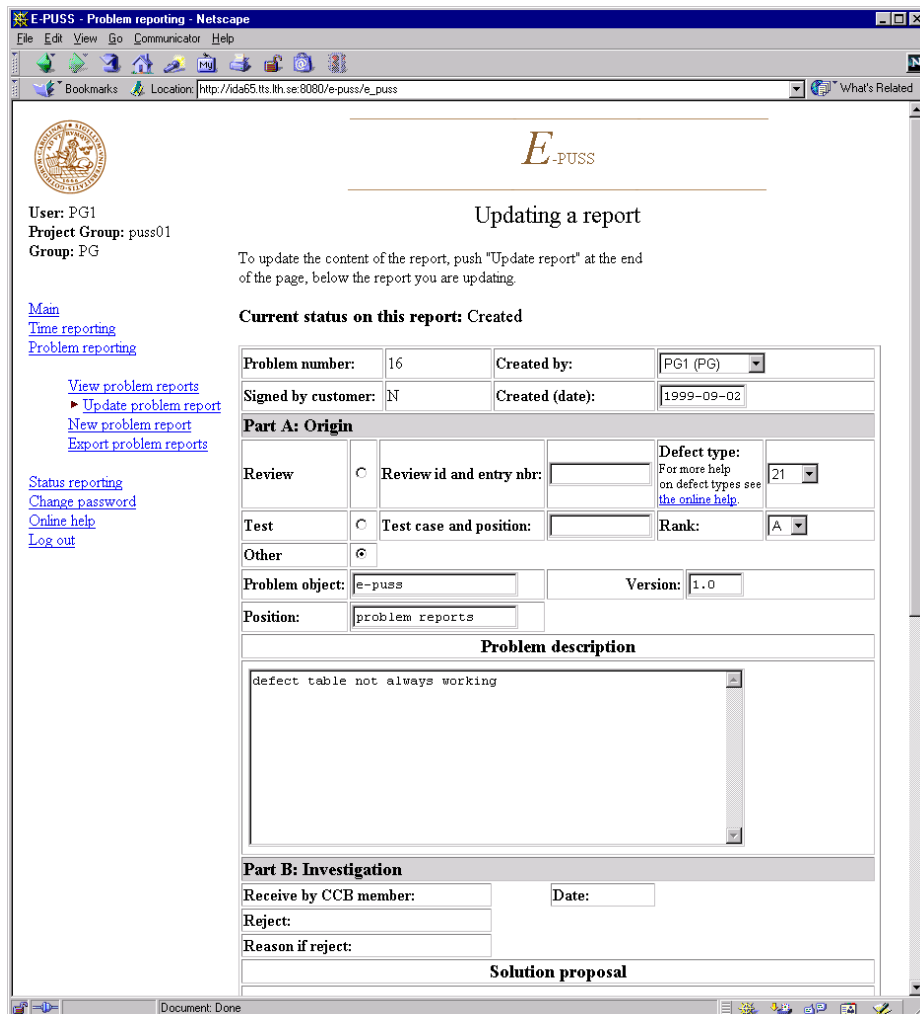 E-PUSS - Problem reporting - Netscape
File Edit View Go Communicator Help
Bookmarks Location: http://ida65.tts.lth.se:8080/e-puss/e_puss What's Related
E-PUSS
User: PG1
Project Group: puss01
Group: PG
Main
Time reporting
Problem reporting
View problem reports
Update problem report
New problem report
Export problem reports
Status reporting
Change password
Online help
Log out
Updating a report
To update the content of the report, push "Update report" at the end
of the page, below the report you are updating.
Current status on this report: Created
Problem number: 16 Created by: PG1 (PG)
Signed by customer: N Created (date): 1999-09-02
Part A: Origin
Review Review id and entry nbr: Defect type:
For more help
on defect types see
the online help.
21
Test Test case and position: Rank: A
Other
Problem object: e-puss Version: 1.0
Position: problem reports
Problem description
defect table not always working
Part B: Investigation
Receive by CCB member: Date:
Reject:
Reason if reject:
Solution proposal
Document: Done